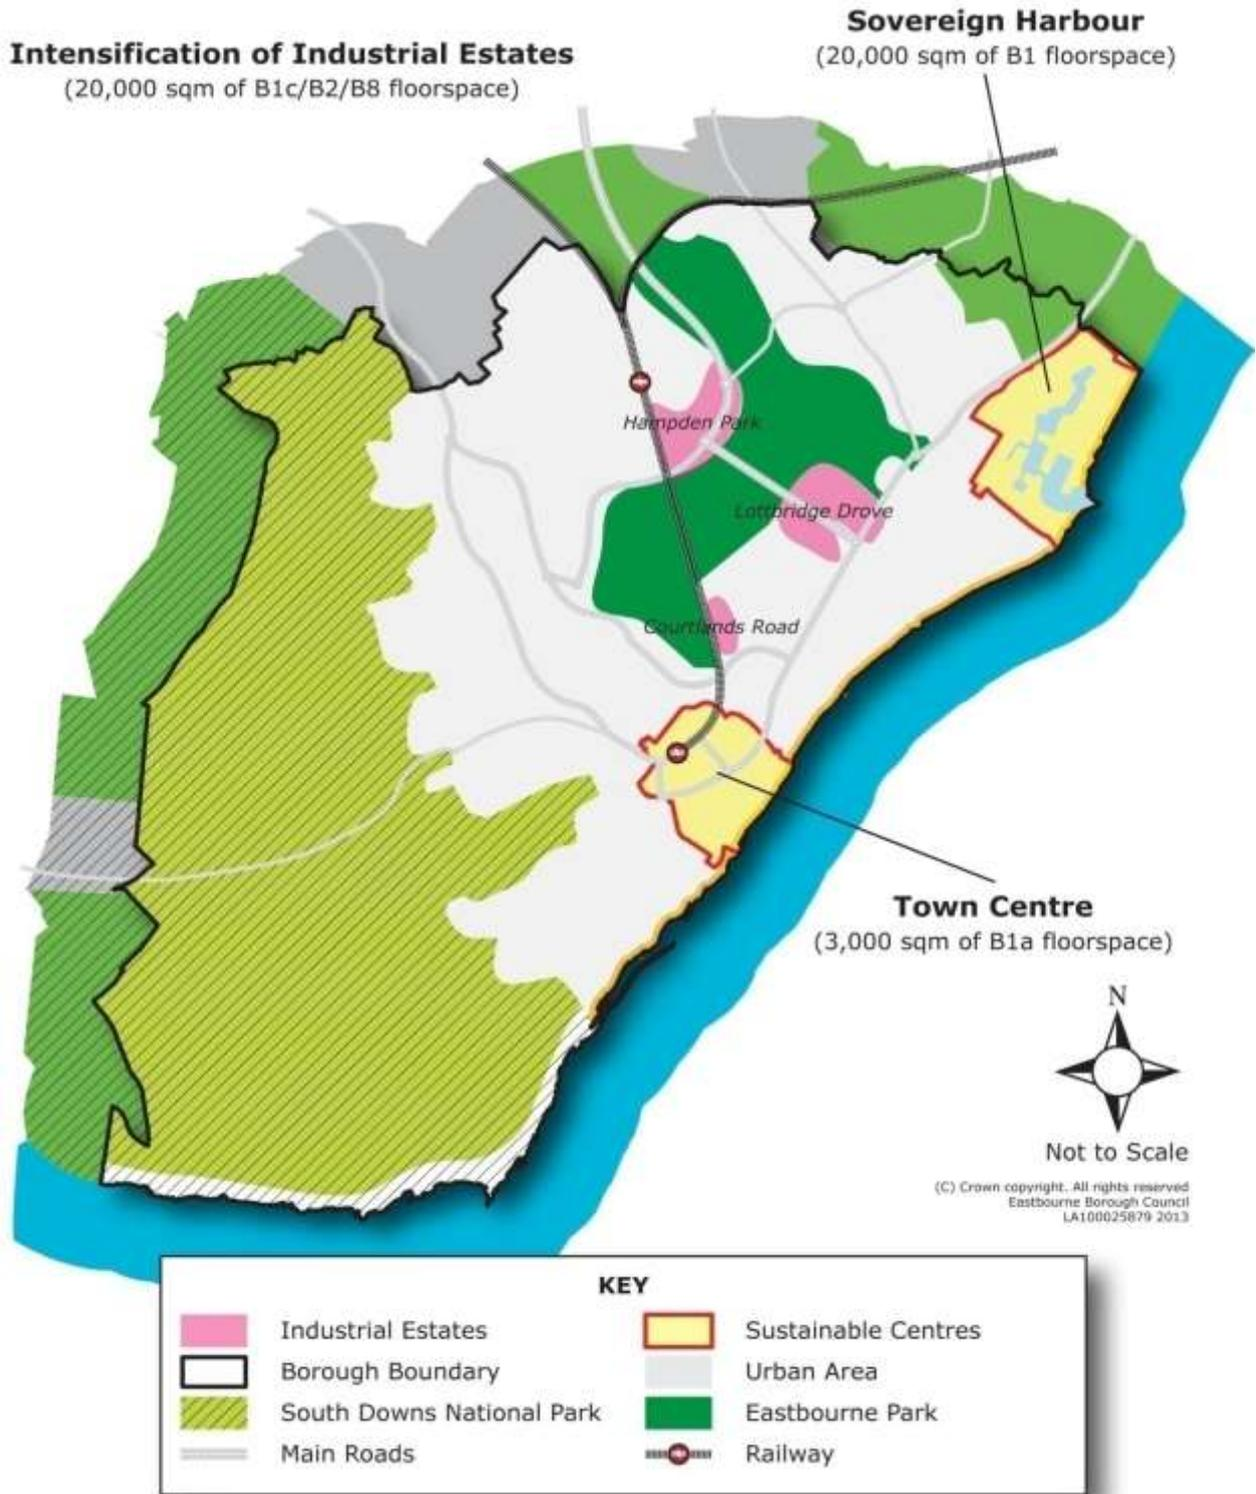 Intensification of Industrial Estates
(20,000 sqm of B1c/B2/B8 floorspace)
Sovereign Harbour
(20,000 sqm of B1 floorspace)
Hampden Park
Lottbridge Drove
Courtlands Road
Town Centre
(3,000 sqm of B1a floorspace)
N
Not to Scale
(C) Crown copyright. All rights reserved
Eastbourne Borough Council
LA100025879 2013
KEY
Industrial Estates
Borough Boundary
South Downs National Park
Main Roads
Sustainable Centres
Urban Area
Eastbourne Park
Railway